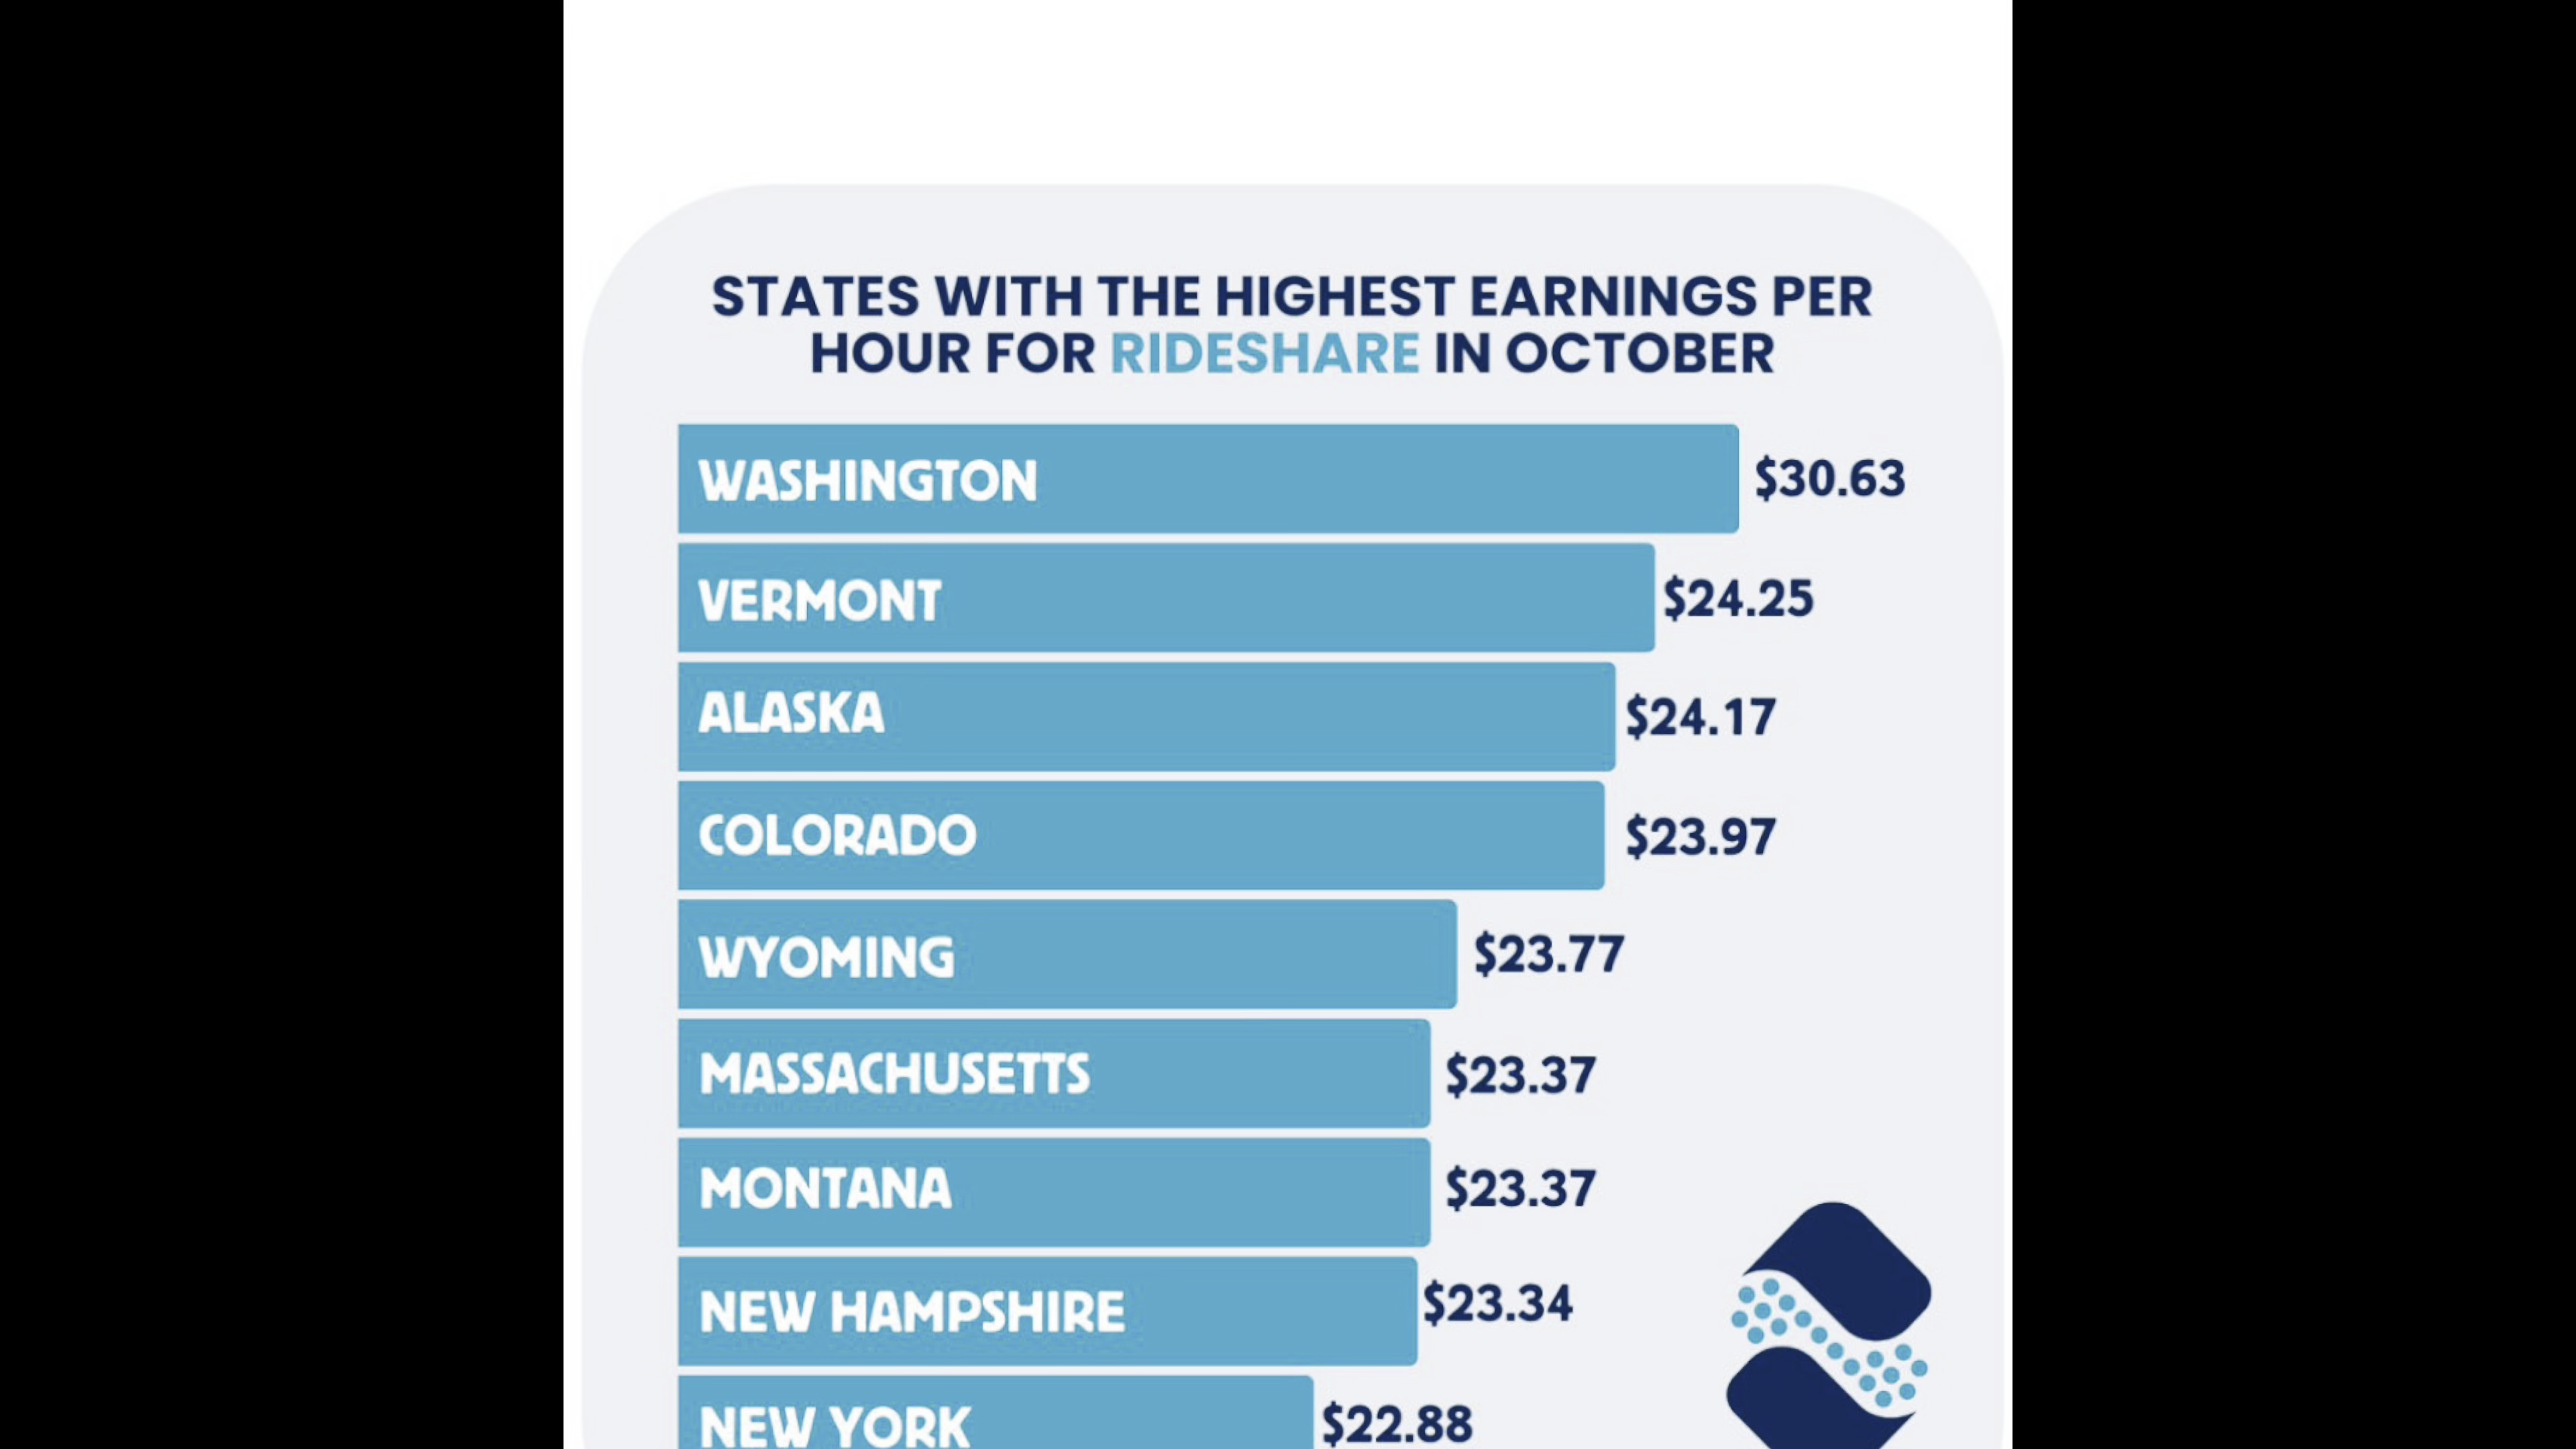 STATES WITH THE HIGHEST EARNINGS PER
HOUR FOR RIDESHARE IN OCTOBER
WASHINGTON $30.63
VERMONT $24.25
ALASKA $24.17
COLORADO $23.97
WYOMING $23.77
MASSACHUSETTS $23.37
MONTANA $23.37
NEW HAMPSHIRE $23.34
NEW YORK $22.88